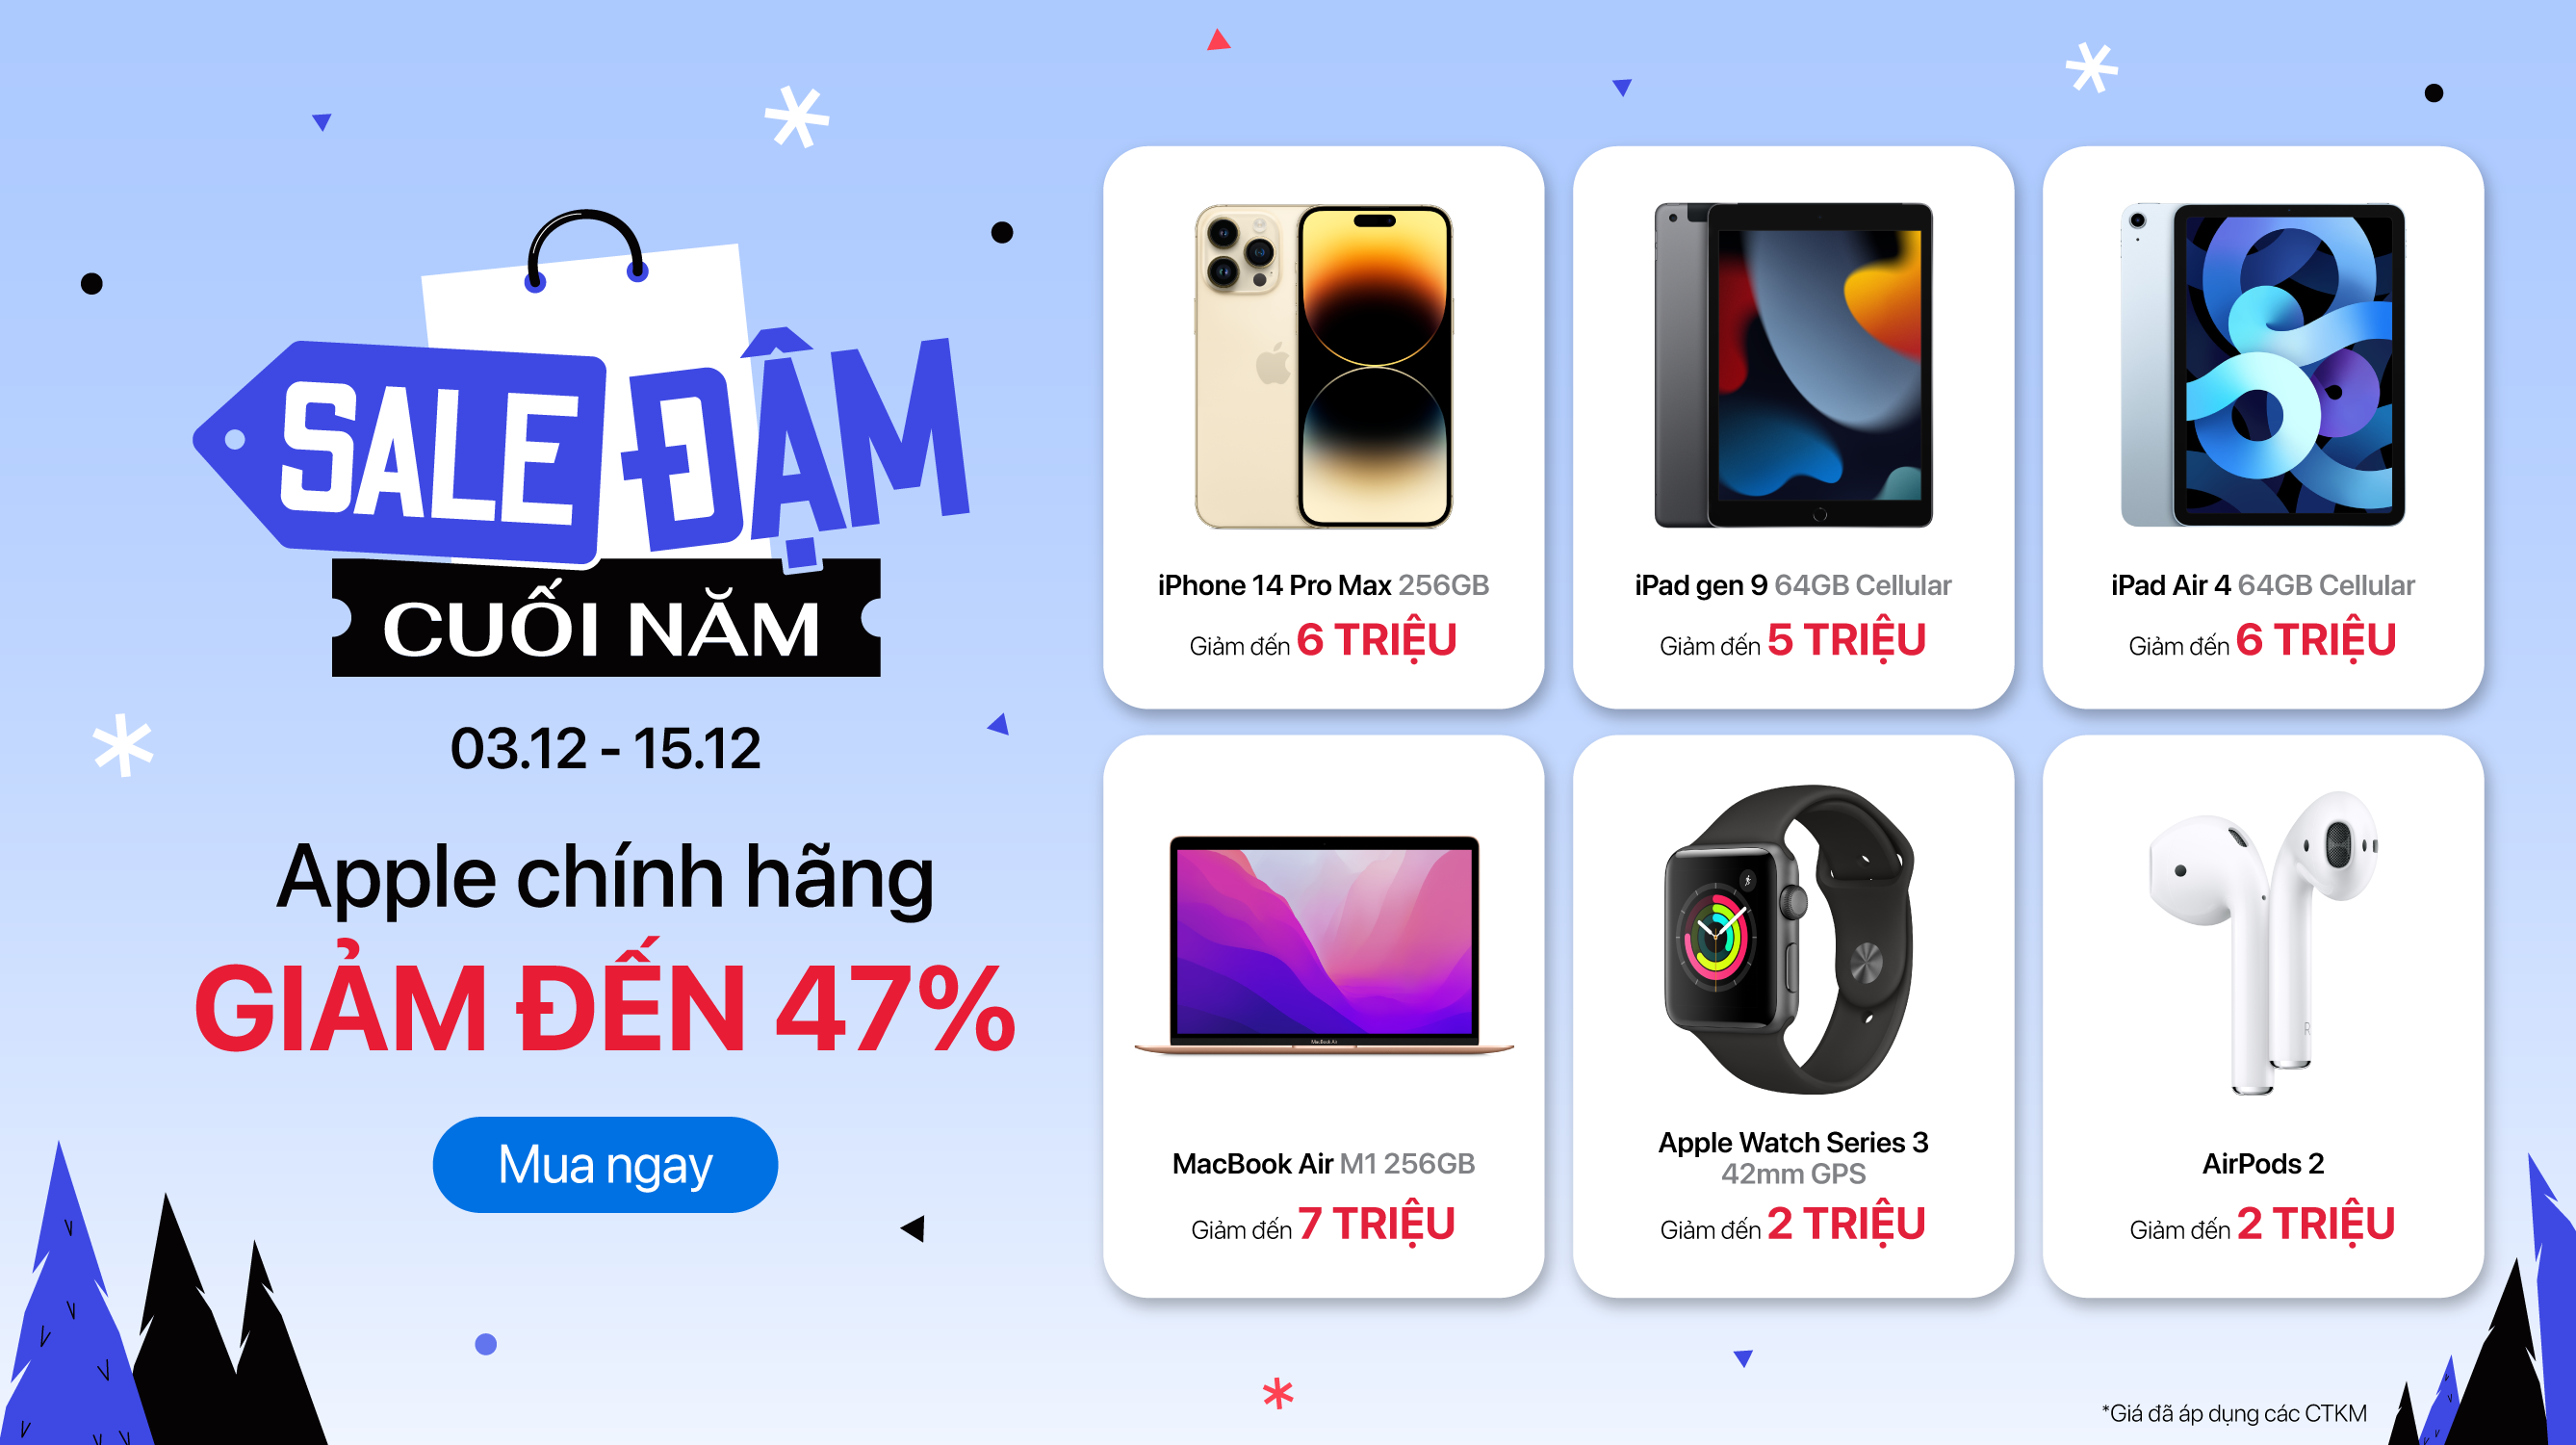 SALE ĐẬM
CUỐI NĂM
03.12 - 15.12
Apple chính hãng
GIẢM ĐẾN 47%
Mua ngay
iPhone 14 Pro Max 256GB
Giảm đến 6 TRIỆU
iPad gen 9 64GB Cellular
Giảm đến 5 TRIỆU
iPad Air 4 64GB Cellular
Giảm đến 6 TRIỆU
MacBook Air
MacBook Air M1 256GB
Giảm đến 7 TRIỆU
Apple Watch Series 3
42mm GPS
Giảm đến 2 TRIỆU
R
AirPods 2
Giảm đến 2 TRIỆU
*Giá đã áp dụng các CTKM